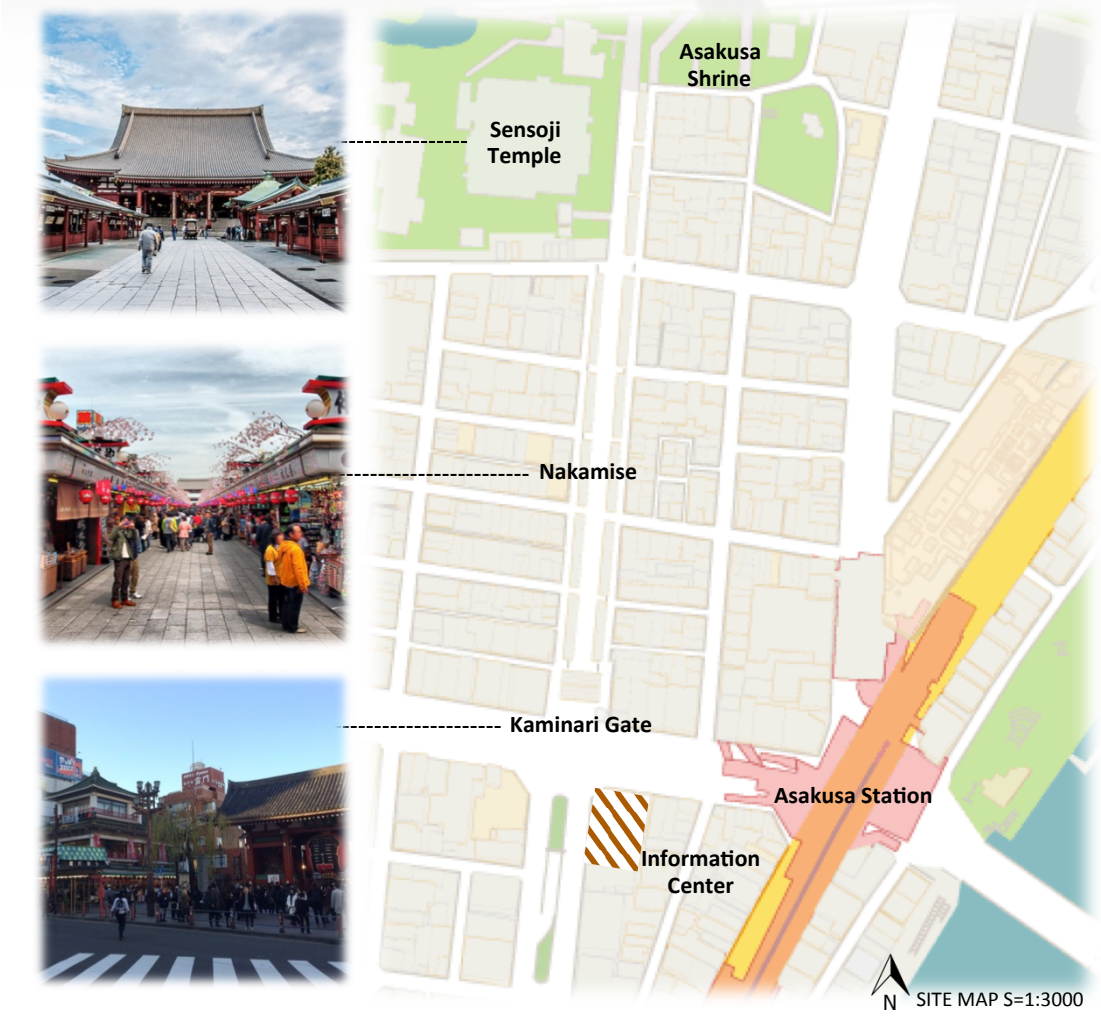 Asakusa
Shrine
Sensoji
Temple
Nakamise
Kaminari Gate
Asakusa Station
Information
Center
N
SITE MAP S=1:3000